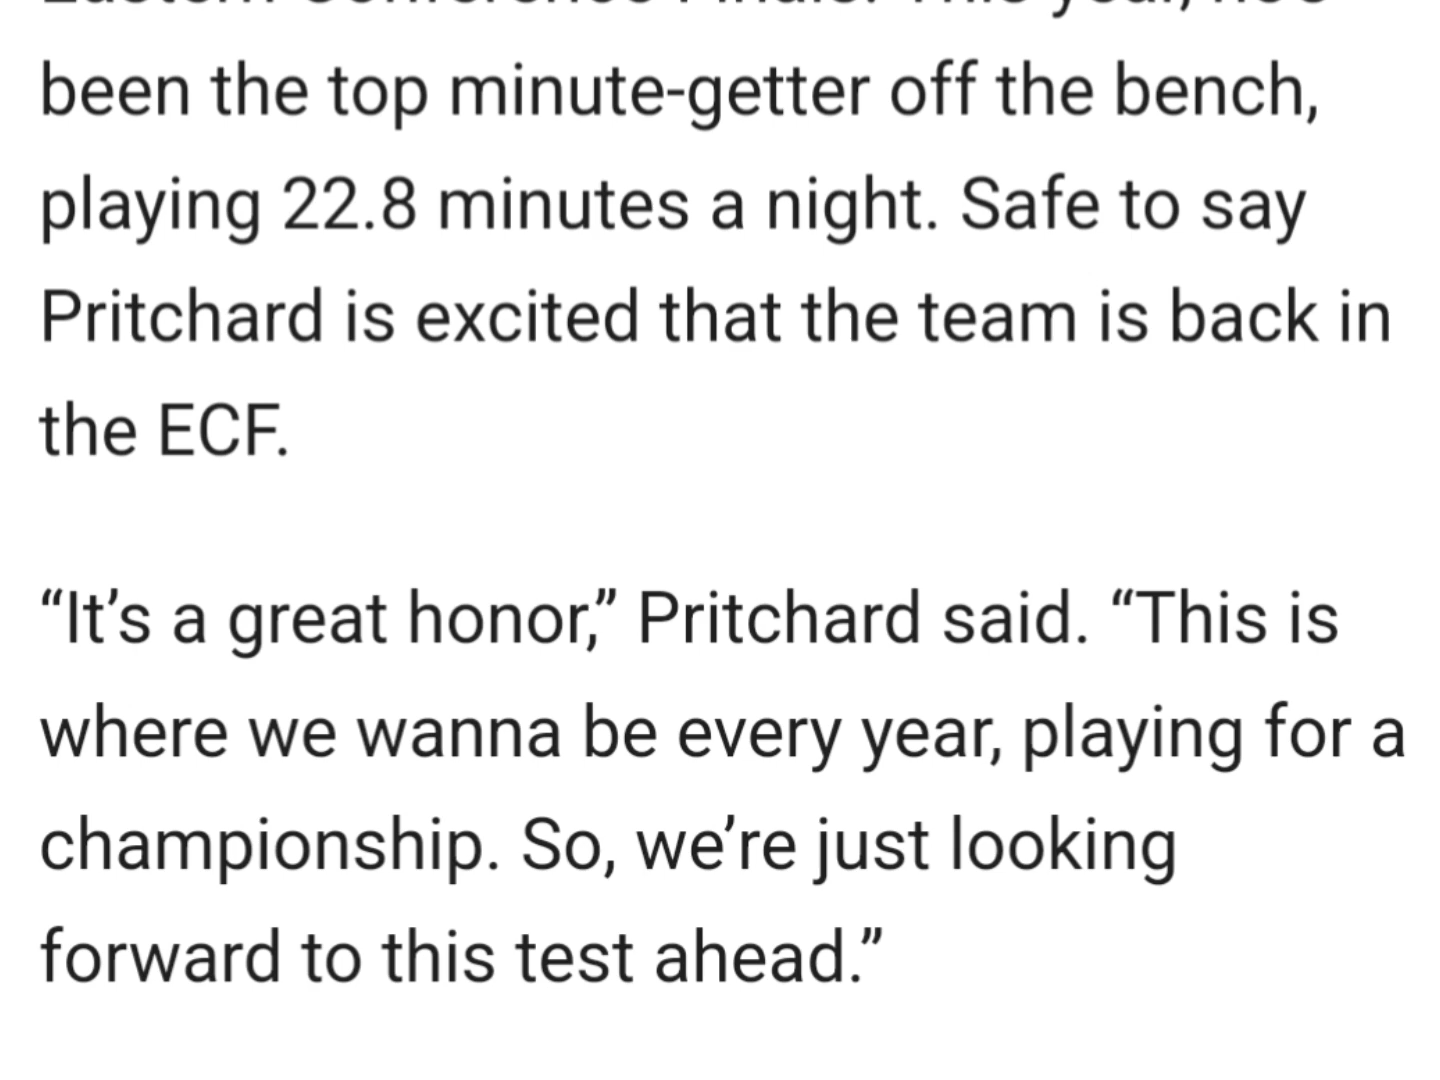 been the top minute-getter off the bench,
playing 22.8 minutes a night. Safe to say
Pritchard is excited that the team is back in
the ECF.
“It’s a great honor,” Pritchard said. “This is
where we wanna be every year, playing for a
championship. So, we’re just looking
forward to this test ahead.”